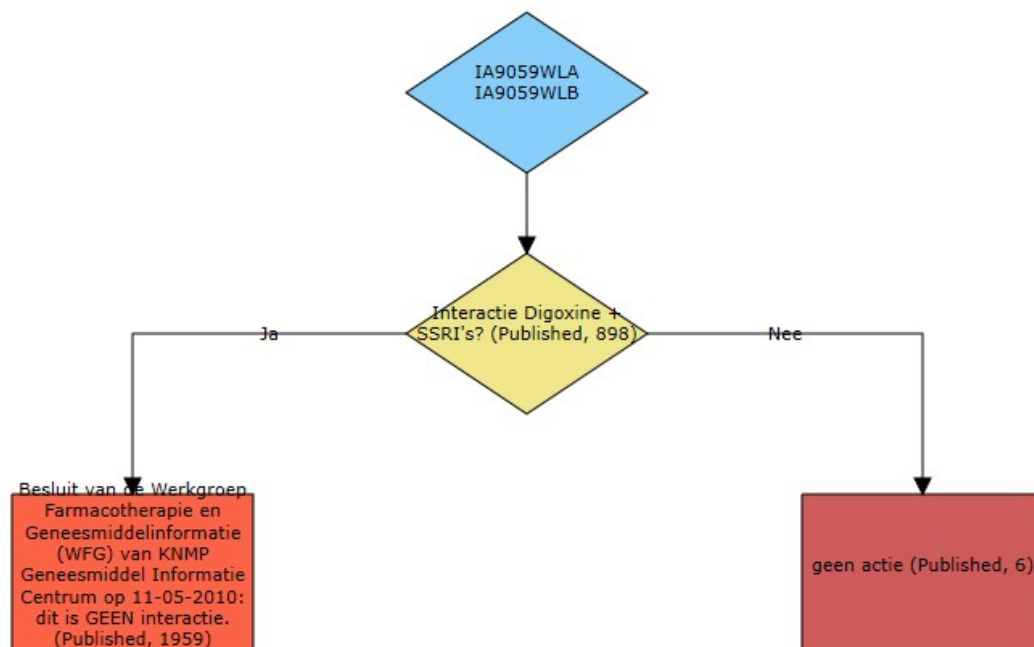 IA9059WLA
IA9059WLB
Interactie Digoxine +
SSRI's? (Published, 898)
Ja
Nee
Besluit van de Werkgroep
Farmacotherapie en
Geneesmiddelinformatie
(WFG) van KNMP
Geneesmiddel Informatie
Centrum op 11-05-2010:
dit is GEEN interactie.
(Published, 1959)
geen actie (Published, 6)